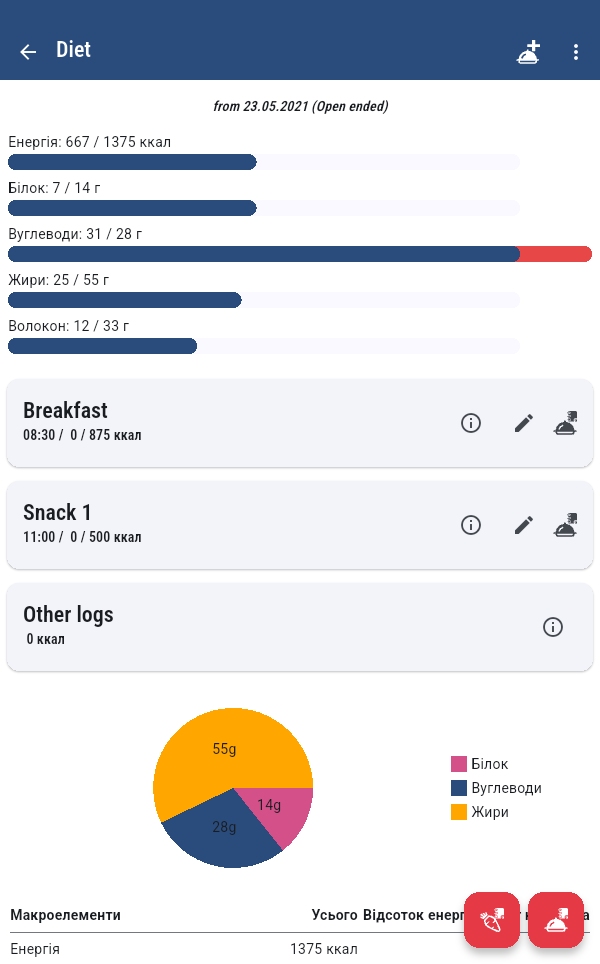 Diet
from 23.05.2021 (Open ended)
Енергія: 667 / 1375 ккал
Білок: 7 / 14 г
Вуглеводи: 31 / 28 г
Жири: 25 / 55 г
Волокон: 12 / 33 г
Breakfast
08:30 / 0 / 875 ккал
Snack 1
11:00 / 0 / 500 ккал
Other logs
0 ккал
55g
14g
28g
Білок
Вуглеводи
Жири
Макроелементи Усього Відсоток
Енергія 1375 ккал